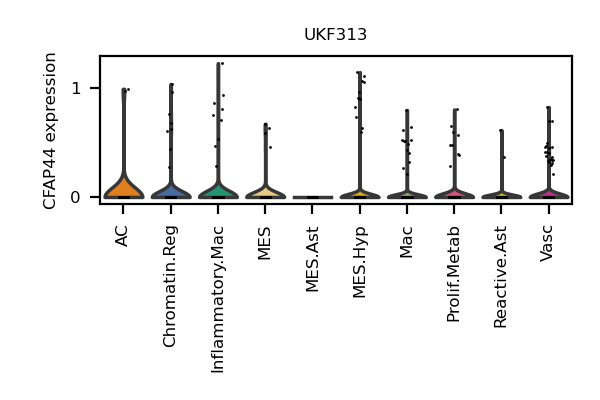 UKF313
CFAP44 expression
1
0
AC
Chromatin.Reg
Inflammatory.Mac
MES
MES.Ast
MES.Hyp
Mac
Prolif.Metab
Reactive.Ast
Vasc